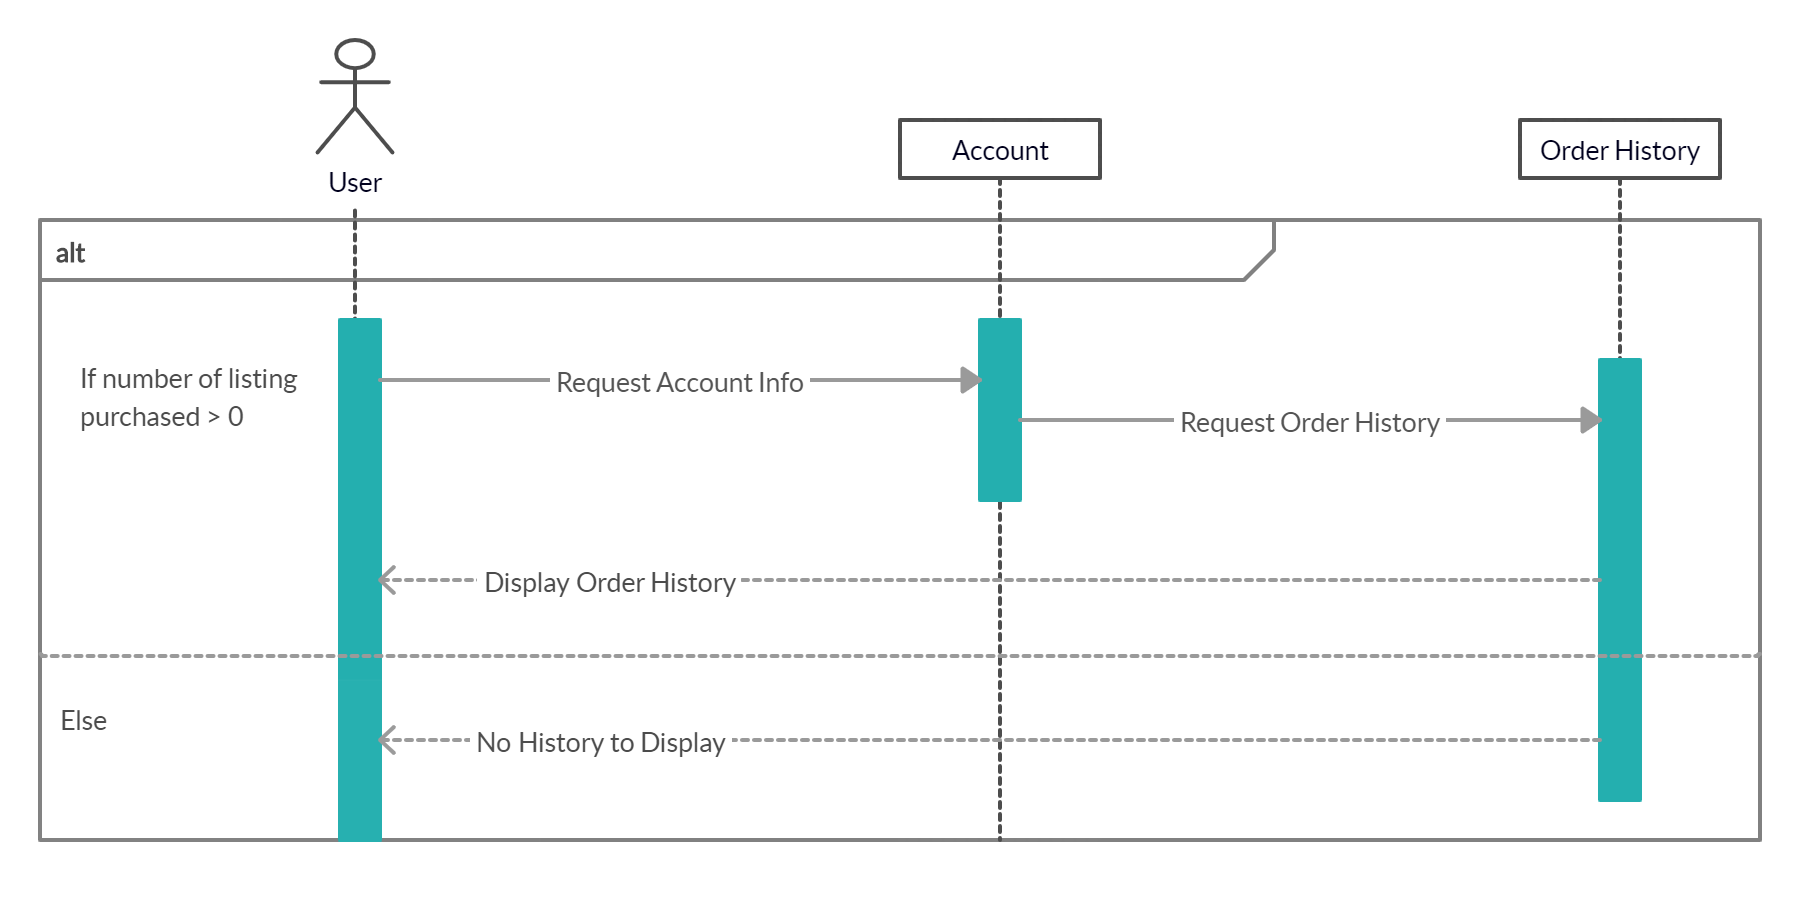 User
Account
Order History
alt
If number of listing
purchased > 0
Request Account Info
Request Order History
Display Order History
Else
No History to Display